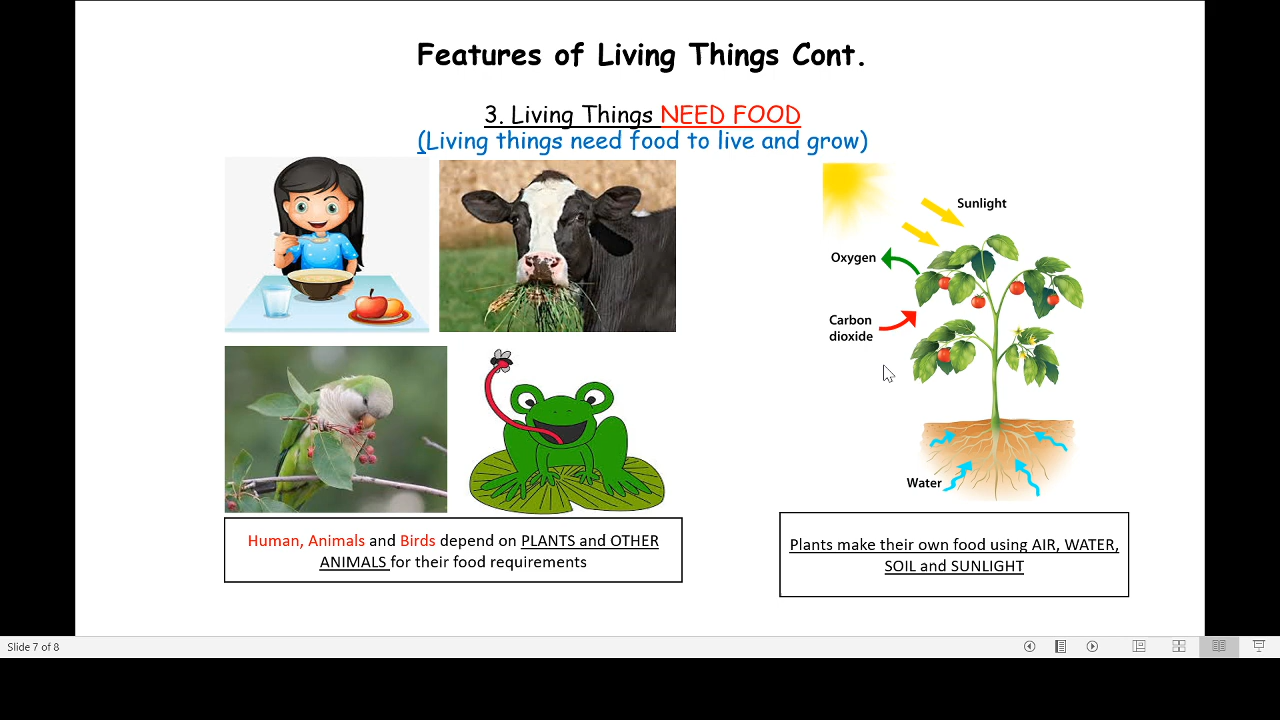 Features of Living Things Cont.
3. Living Things NEED FOOD
(Living things need food to live and grow)
Sunlight
Oxygen
Carbon
dioxide
Water
Human, Animals and Birds depend on PLANTS and OTHER
ANIMALS for their food requirements
Plants make their own food using AIR, WATER,
SOIL and SUNLIGHT
Slide 7 of 8